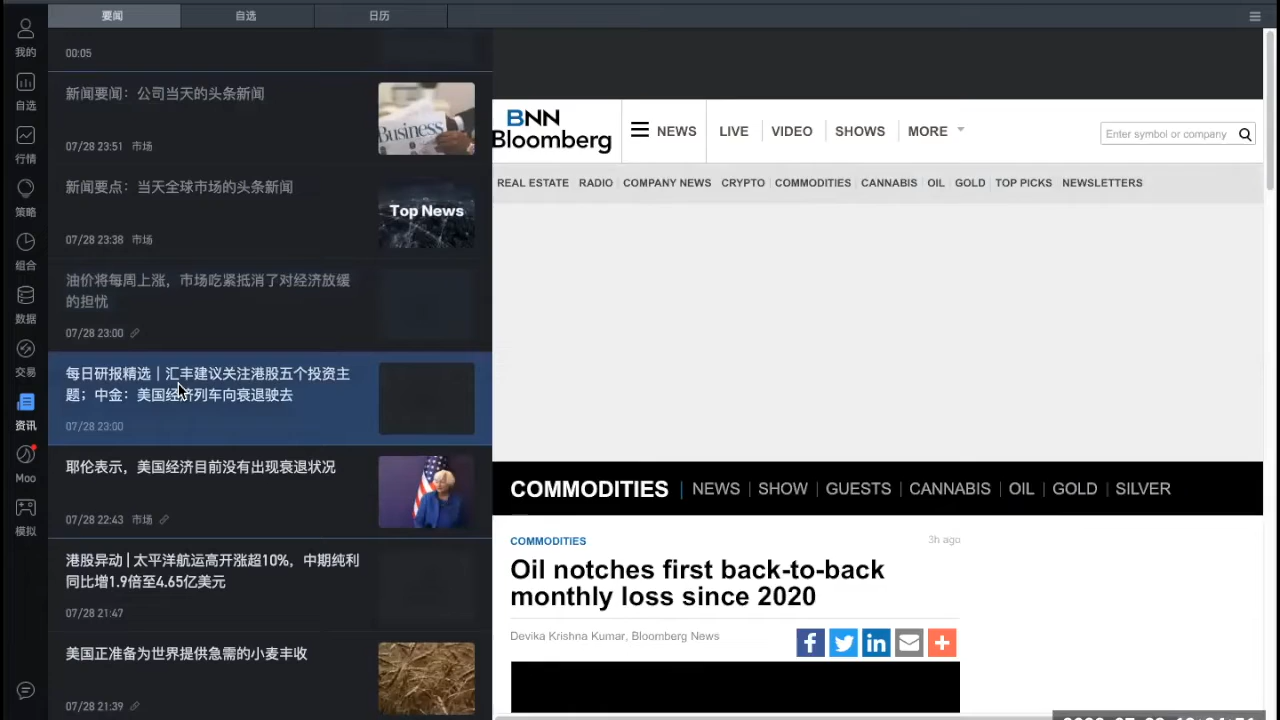 要闻
自选
日历
我的
自选
行情
策略
组合
数据
交易
资讯
Moo
模拟
00:05
新闻要闻：公司当天的头条新闻
07/28 23:51 市场
Business
新闻要点：当天全球市场的头条新闻
07/28 23:38 市场
Top News
油价将每周上涨，市场吃紧抵消了对经济放缓
的担忧
07/28 23:00
每日研报精选｜汇丰建议关注港股五个投资主
题；中金：美国经济列车向衰退驶去
07/28 23:00
耶伦表示，美国经济目前没有出现衰退状况
07/28 22:43 市场
港股异动 | 太平洋航运高开涨超10%，中期纯利
同比增1.9倍至4.65亿美元
07/28 21:47
美国正准备为世界提供急需的小麦丰收
07/28 21:39
BNN
Bloomberg
NEWS
LIVE
VIDEO
SHOWS
MORE
Enter symbol or company
REAL ESTATE RADIO COMPANY NEWS CRYPTO COMMODITIES CANNABIS OIL GOLD TOP PICKS NEWSLETTERS
COMMODITIES | NEWS | SHOW | GUESTS | CANNABIS | OIL | GOLD | SILVER
COMMODITIES
3h ago
Oil notches first back-to-back
monthly loss since 2020
Devika Krishna Kumar, Bloomberg News